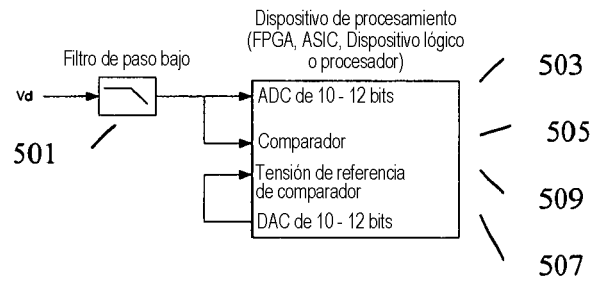 Dispositivo de procesamiento
(FPGA, ASIC, Dispositivo lógico
o procesador)
Filtro de paso bajo
503
Vd
ADC de 10 - 12 bits
505
501
Comparador
Tensión de referencia
de comparador
509
DAC de 10 - 12 bits
507